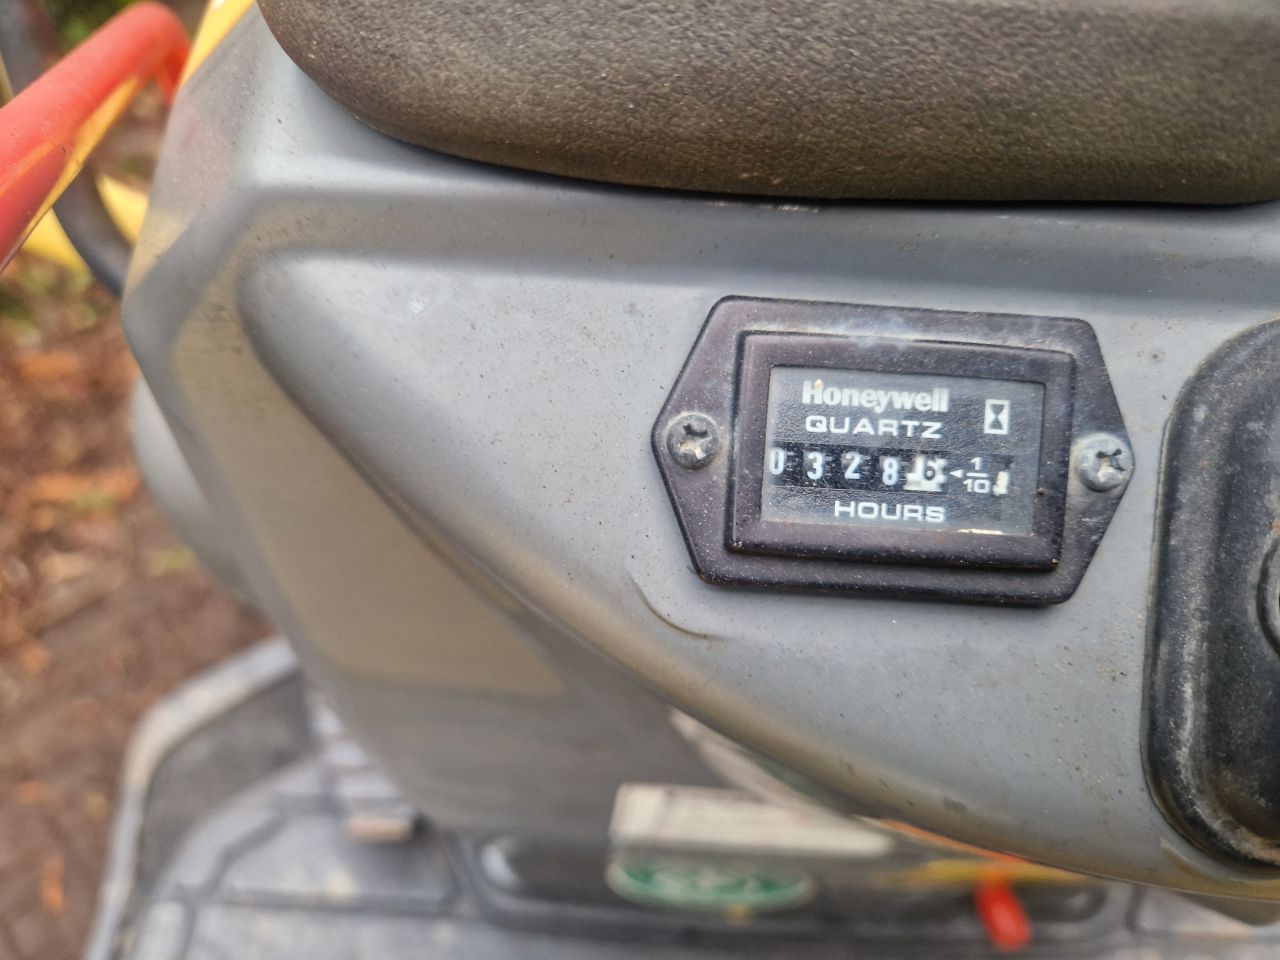 Honeywell
QUARTZ
0 3 2 8 6 1/10
HOURS